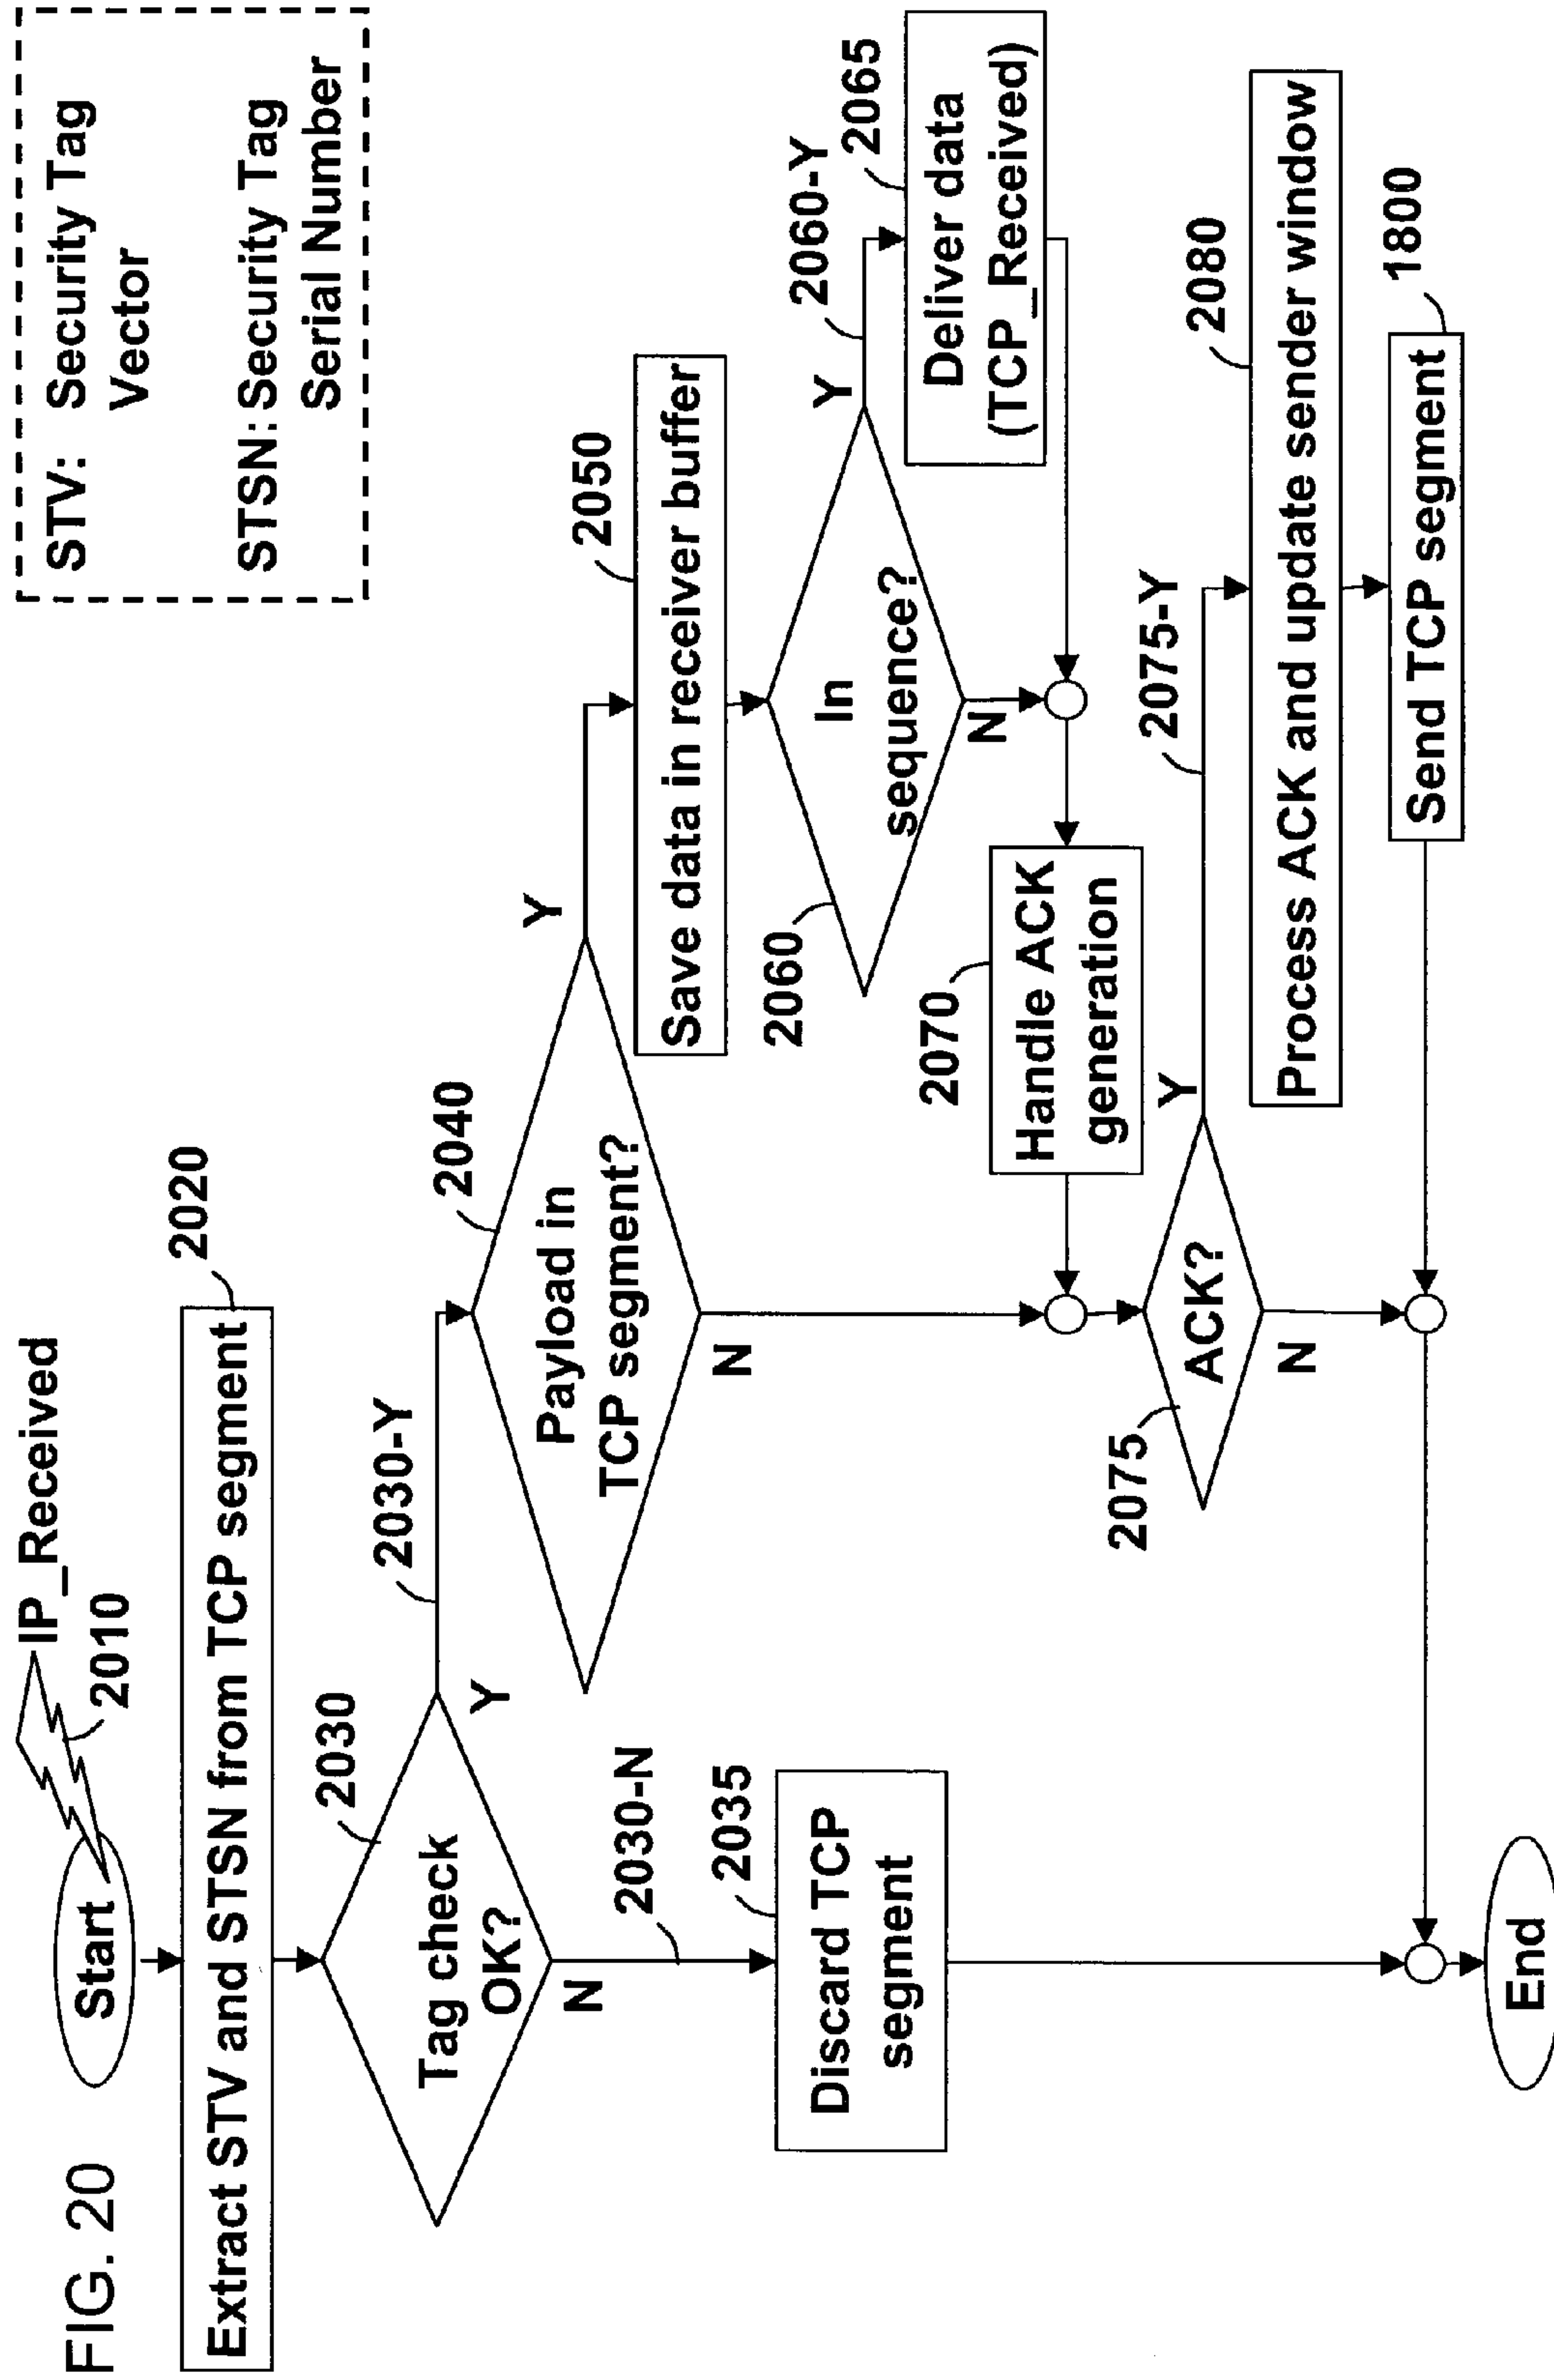 FIG. 20
Start
IP_Received
2010
STV: Security Tag
Vector
STSN:Security Tag
Serial Number
2020
Extract STV and STSN from TCP segment
2030
Tag check
OK?
Y
2030-Y
N
2030-N
2035
Discard TCP
segment
2040
Payload in
TCP segment?
Y
N
2050
Save data in receiver buffer
2060
In
sequence?
Y
2060-Y
N
2065
Deliver data
(TCP_Received)
2070
Handle ACK
generation
2075
ACK?
Y
2075-Y
N
2080
Process ACK and update sender window
1800
Send TCP segment
End